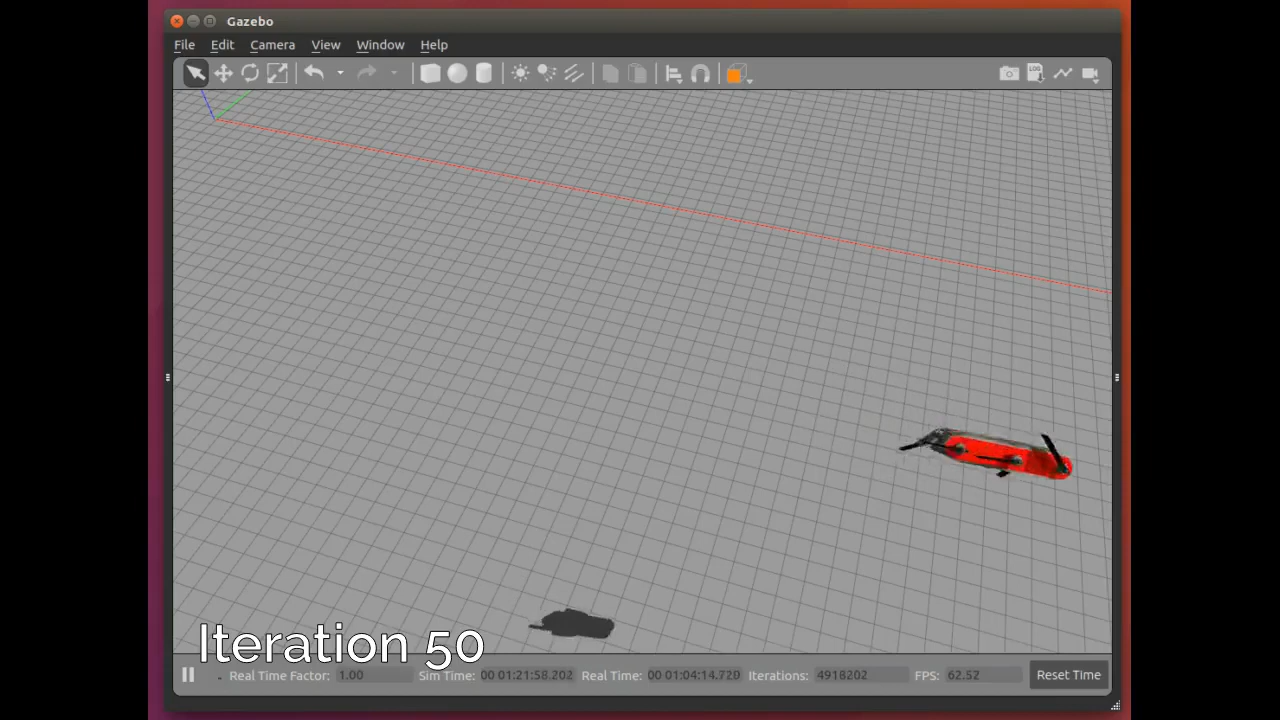 Gazebo
File Edit Camera View Window Help
LOG
Iteration 50
Real Time Factor: 1.00 Sim Time: 00 01:21:58.202 Real Time: 00 01:04:14.720 Iterations: 4918202 FPS: 62.52 Reset Time